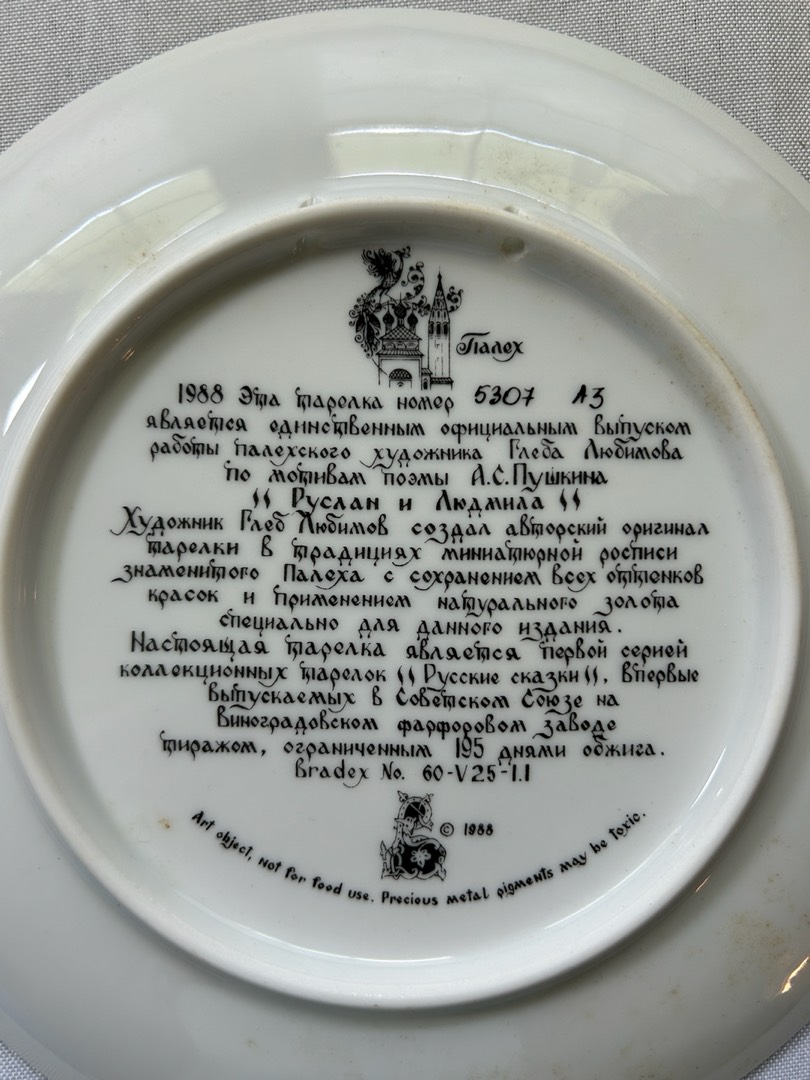 Палех
1988 Эта тарелка номер 5307 А3
является единственным официальным выпуском
работы палехского художника Глеба Любимова
по мотивам поэмы А.С.Пушкина
"Руслан и Людмила"
Художник Глеб Любимов создал авторский оригинал
тарелки в традициях миниатюрной росписи
знаменитого Палеха с сохранением всех оттенков
красок и применением натурального золота
специально для данного издания.
Настоящая тарелка является первой серией
коллекционных тарелок "Русские сказки", впервые
выпускаемых в Советском Союзе на
Виноградовском фарфоровом заводе
тиражом, ограниченным 195 днями обжига.
Bradex No. 60-V25-1.1
© 1988
Art object, not for food use. Precious metal pigments may be toxic.